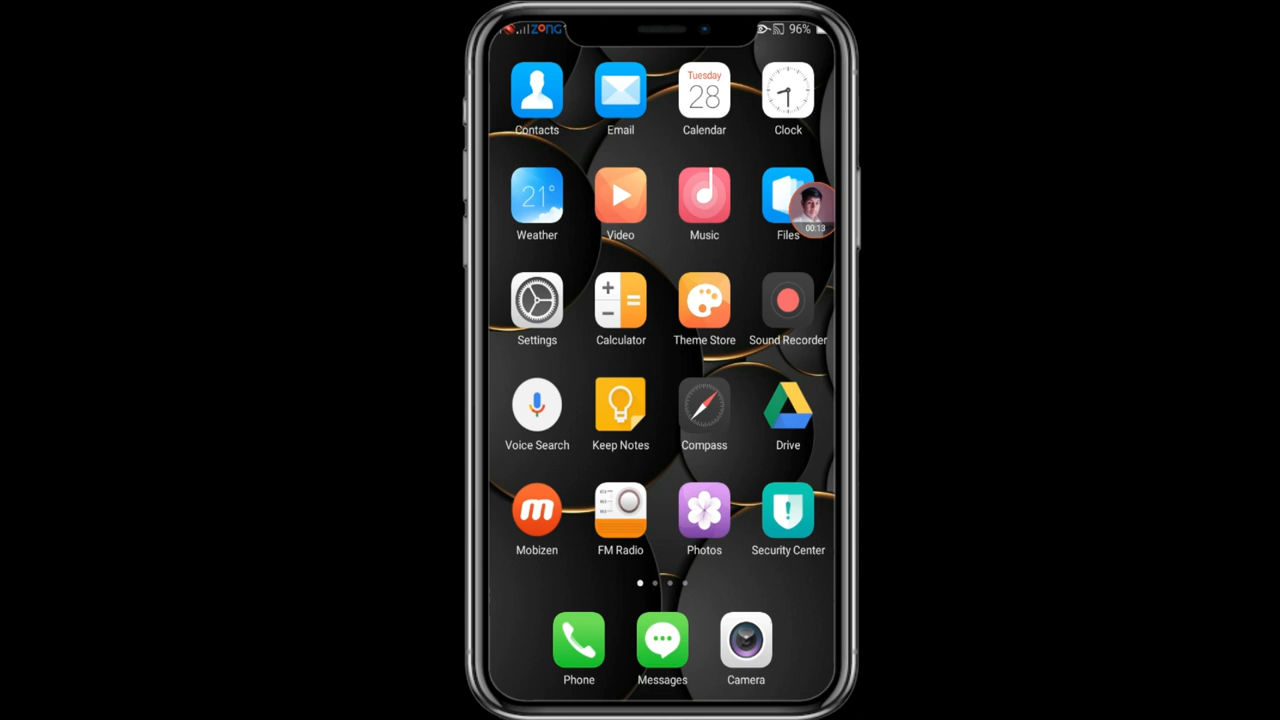 ZONG
96%
Tuesday
28
Contacts
Email
Calendar
Clock
21°
Weather
Video
Music
Files
00:13
Settings
Calculator
Theme Store
Sound Recorder
Voice Search
Keep Notes
Compass
Drive
m
Mobizen
FM Radio
Photos
Security Center
Phone
Messages
Camera